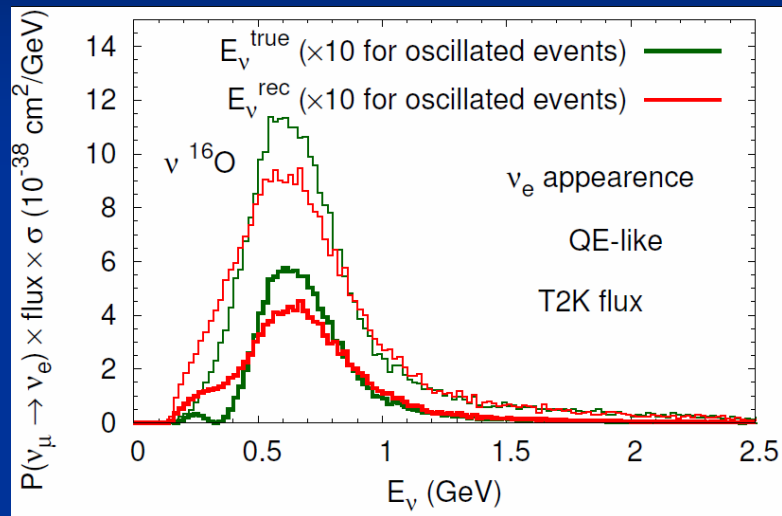 E_ν^true (×10 for oscillated events)
E_ν^rec (×10 for oscillated events)
ν ¹⁶O
ν_e appearence
QE-like
T2K flux
P(ν_μ → ν_e) × flux × σ (10⁻³⁸ cm²/GeV)
14
12
10
8
6
4
2
0
0 0.5 1 1.5 2 2.5
E_ν (GeV)